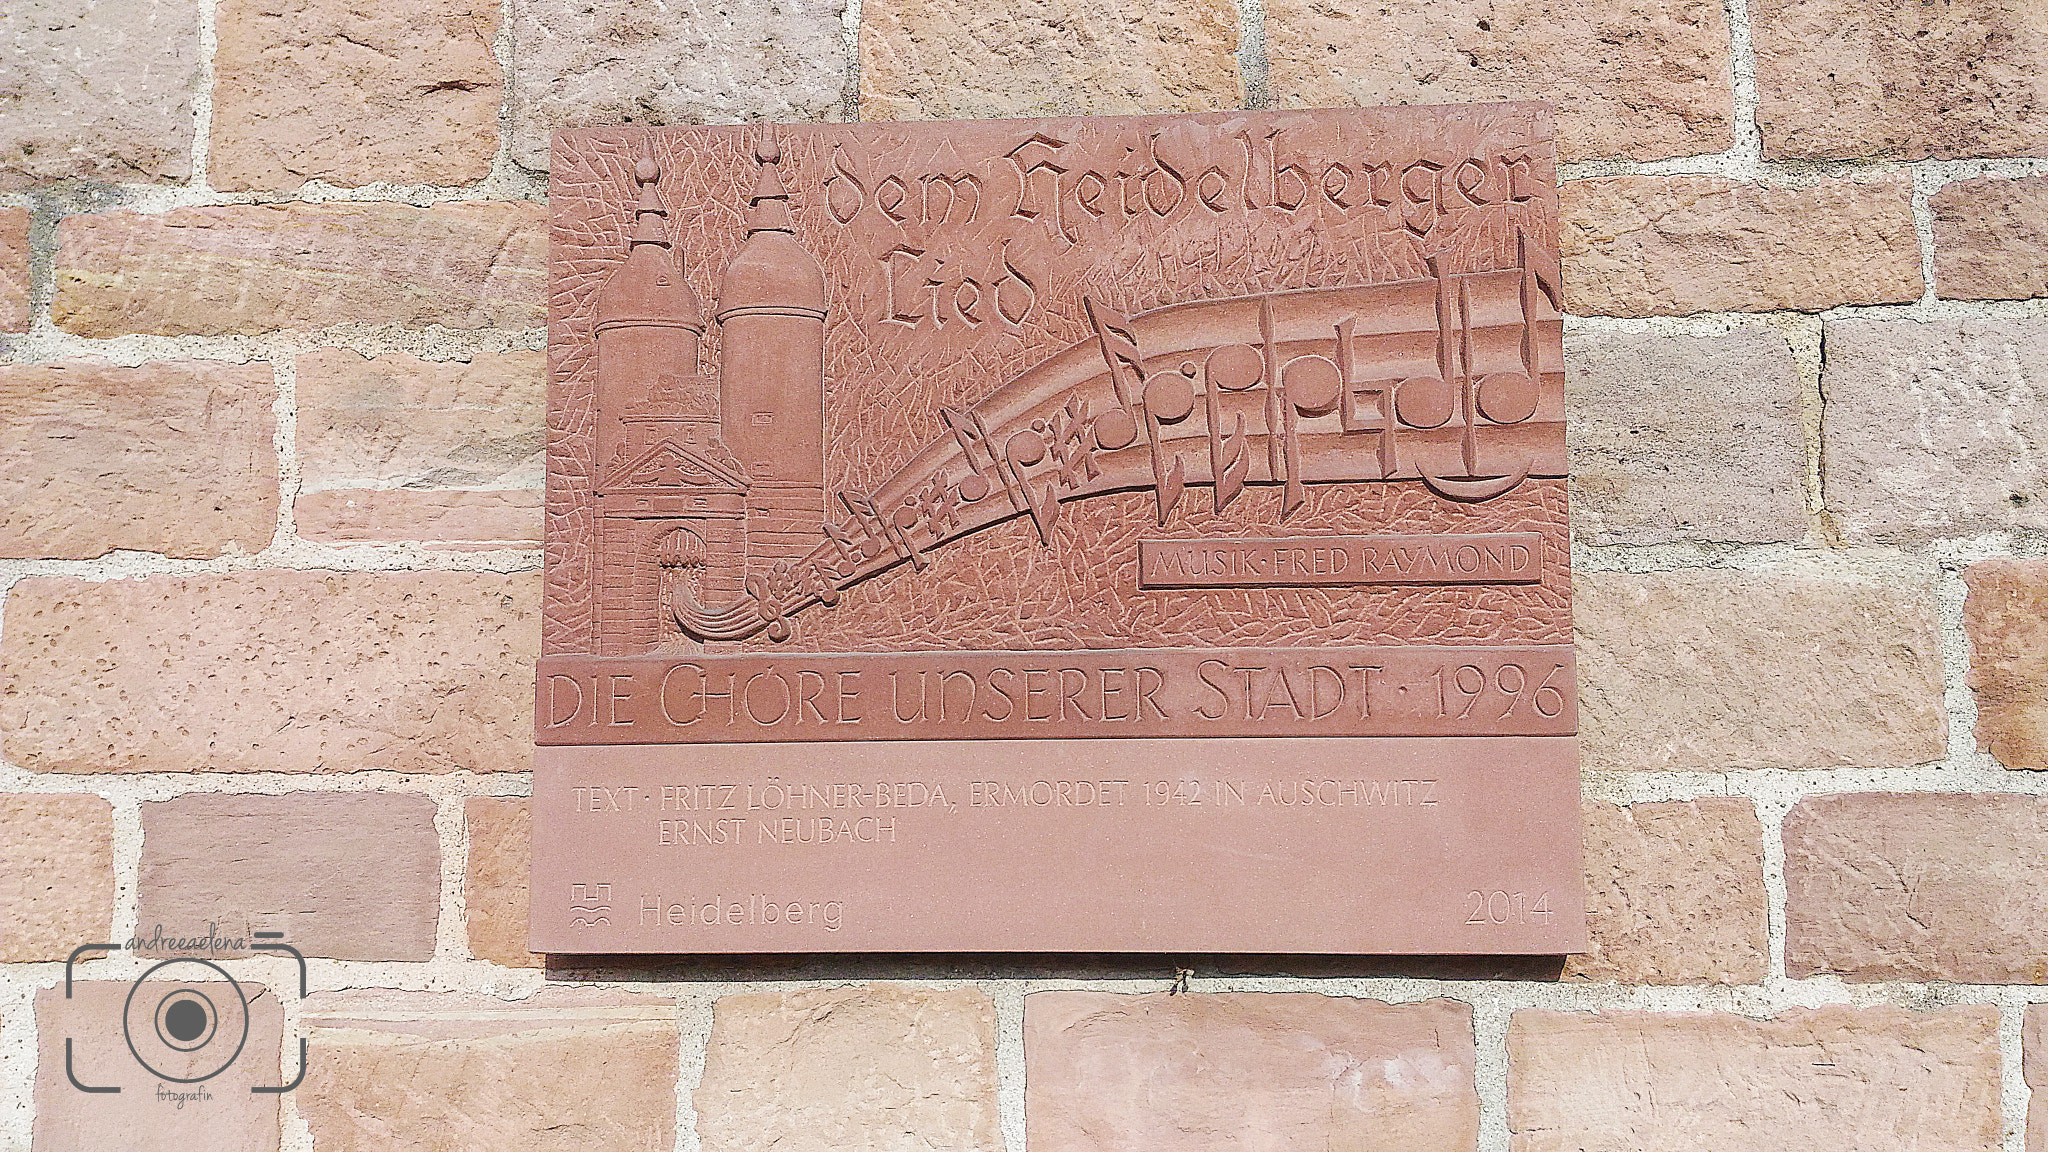 dem Heidelberger
Lied
MUSIK · FRED RAYMOND
DIE CHÖRE UNSERER STADT · 1996
TEXT · FRITZ LÖHNER-BEDA, ERMORDET 1942 IN AUSCHWITZ
ERNST NEUBACH
Heidelberg
2014
andreeaelena
fotografin